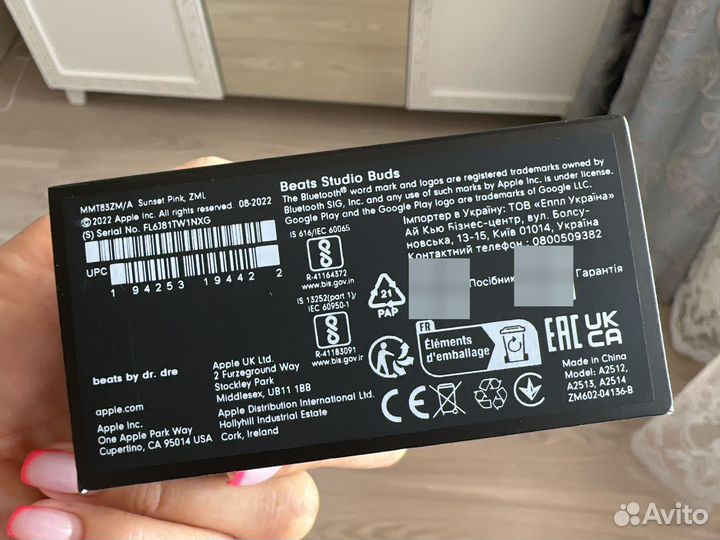 MMT83ZM/A Sunset Pink, ZML
©2022 Apple Inc. All rights reserved. 08-2022
(S) Serial No. FL6J81TW1NXG
UPC
1 94253 19442 2
beats by dr. dre
apple.com
Apple Inc.
One Apple Park Way
Cupertino, CA 95014 USA
Apple UK Ltd.
2 Furzeground Way
Stockley Park
Middlesex, UB11 1BB
Apple Distribution International Ltd.
Hollyhill Industrial Estate
Cork, Ireland
IS 616/IEC 60065
R-41164372
www.bis.gov.in
IS 13252(part 1)/
IEC 60950-1
R-41183091
www.bis.gov.in
Beats Studio Buds
The Bluetooth® word mark and logos are registered trademarks owned by
Bluetooth SIG, Inc. and any use of such marks by Apple Inc. is under license.
Google Play and the Google Play logo are trademarks of Google LLC.
Імпортер в Україну: ТОВ «Еппл Україна»
Ай Кью Бізнес-центр, вул. Болсу-
новська, 13-15, Київ 01014, Україна
Контактний телефон : 0800509382
Посібник
Гарантія
21
PAP
FR
Éléments
d'emballage
CE
EAC
UK
CA
Made in China
Model: A2512,
A2513, A2514
ZM602-04136-B
Avito